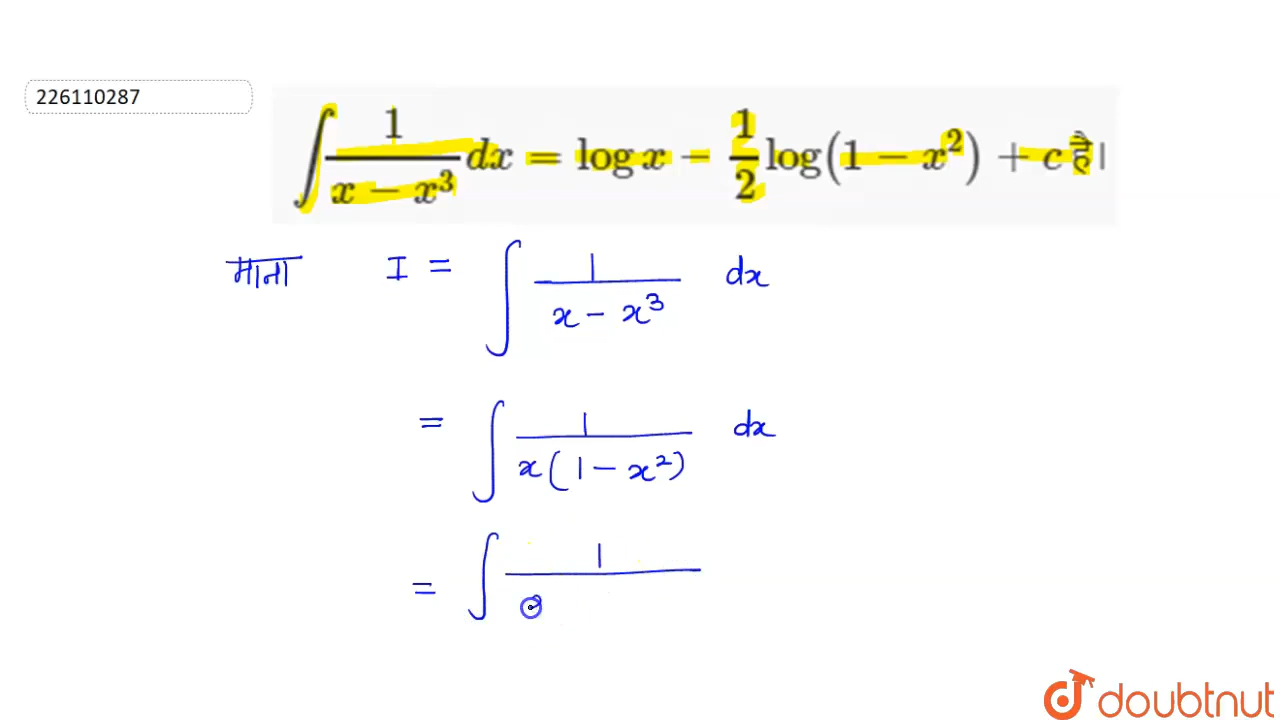 226110287
∫ 1/(x − x³) dx = log x − 1/2 log(1 − x²) + c है।
माना I = ∫ 1/(x − x³) dx
= ∫ 1/(x(1 − x²)) dx
= ∫ 1/
doubtnut